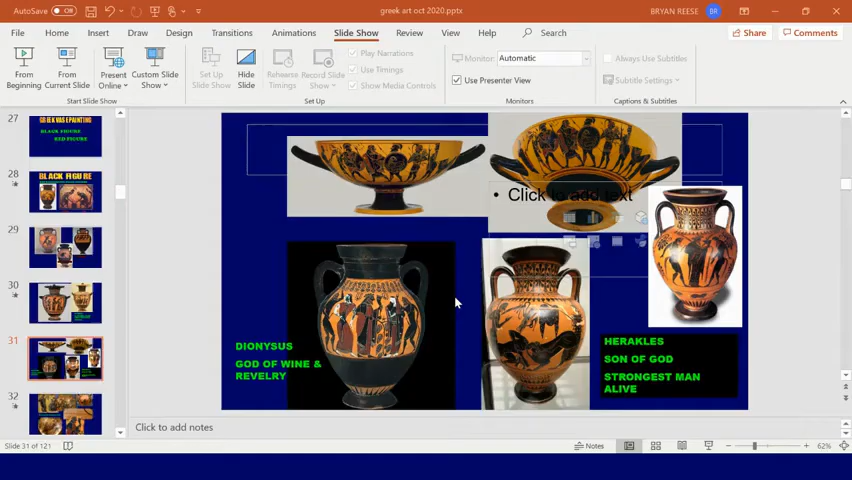 AutoSave Off
greek art oct 2020.pptx
BRYAN REESE BR
File Home Insert Draw Design Transitions Animations Slide Show Review View Help Search Share Comments
From Beginning
From Current Slide
Present Online
Custom Slide Show
Set Up Slide Show
Hide Slide
Rehearse Timings
Record Slide Show
Play Narrations
Use Timings
Show Media Controls
Monitor: Automatic
Use Presenter View
Always Use Subtitles
Subtitle Settings
Start Slide Show
Set Up
Monitors
Captions & Subtitles
27
GREEK VASE PAINTING
BLACK FIGURE
RED FIGURE
28
BLACK FIGURE
29
30
31
32
• Click to add text
DIONYSUS
GOD OF WINE &
REVELRY
HERAKLES
SON OF GOD
STRONGEST MAN
ALIVE
Click to add notes
Slide 31 of 121
Notes
62%